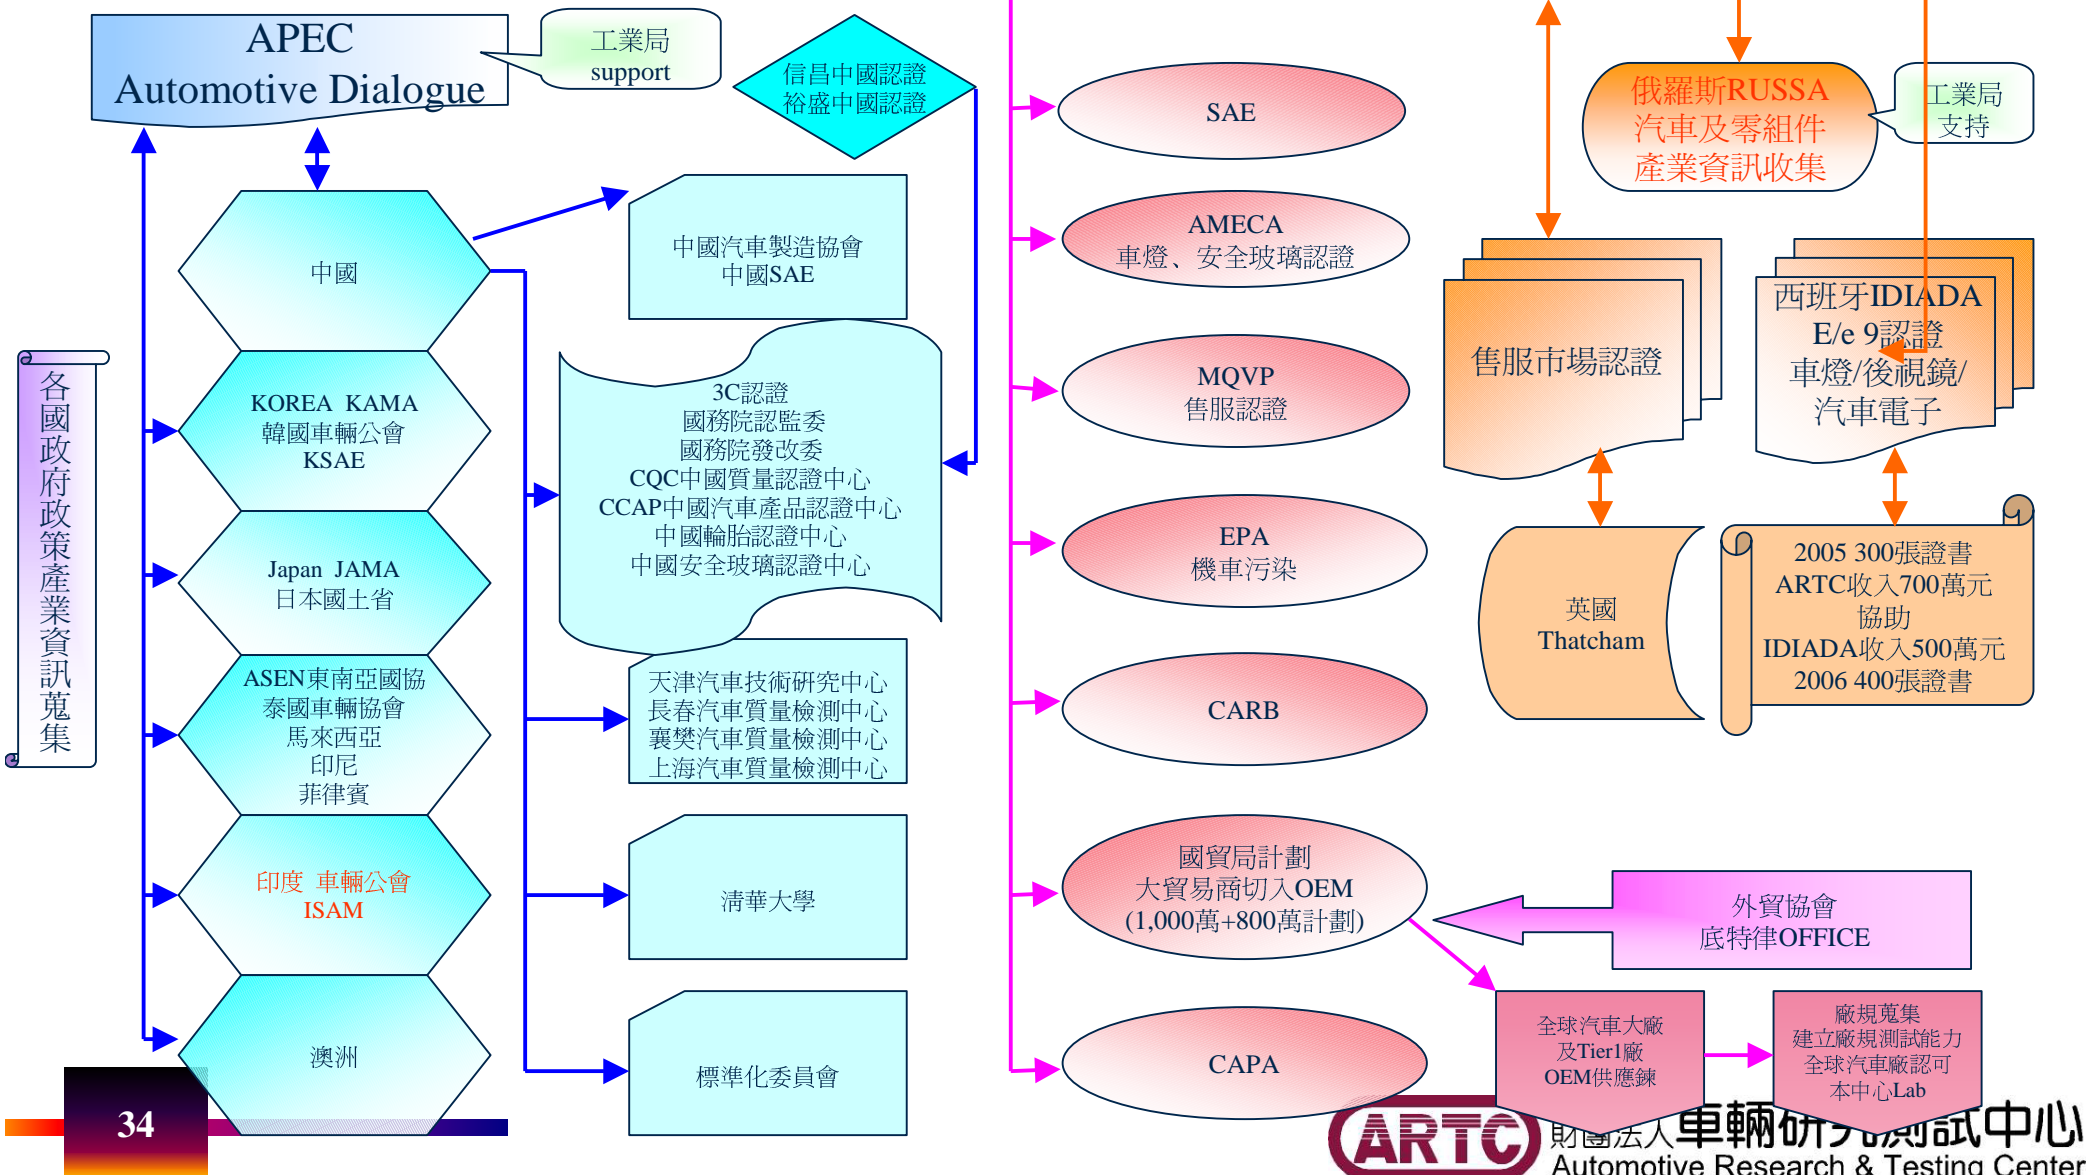 APEC
Automotive Dialogue
工業局
support
信昌中國認證
裕盛中國認證
各國政府政策產業資訊蒐集
中國
KOREA KAMA
韓國車輛公會
KSAE
Japan JAMA
日本國土省
ASEN東南亞國協
泰國車輛協會
馬來西亞
印尼
菲律賓
印度 車輛公會
ISAM
澳洲
中國汽車製造協會
中國SAE
3C認證
國務院認監委
國務院發改委
CQC中國質量認證中心
CCAP中國汽車產品認證中心
中國輪胎認證中心
中國安全玻璃認證中心
天津汽車技術研究中心
長春汽車質量檢測中心
襄樊汽車質量檢測中心
上海汽車質量檢測中心
清華大學
標準化委員會
SAE
AMECA
車燈、安全玻璃認證
MQVP
售服認證
EPA
機車污染
CARB
國貿局計劃
大貿易商切入OEM
(1,000萬+800萬計劃)
CAPA
俄羅斯RUSSA
汽車及零組件
產業資訊收集
工業局
支持
售服市場認證
西班牙IDIADA
E/e 9認證
車燈/後視鏡/
汽車電子
英國
Thatcham
2005 300張證書
ARTC收入700萬元
協助
IDIADA收入500萬元
2006 400張證書
外貿協會
底特律OFFICE
全球汽車大廠
及Tier1廠
OEM供應鍊
廠規蒐集
建立廠規測試能力
全球汽車廠認可
本中心Lab
34
ARTC
財團法人車輛研究測試中心
Automotive Research & Testing Center